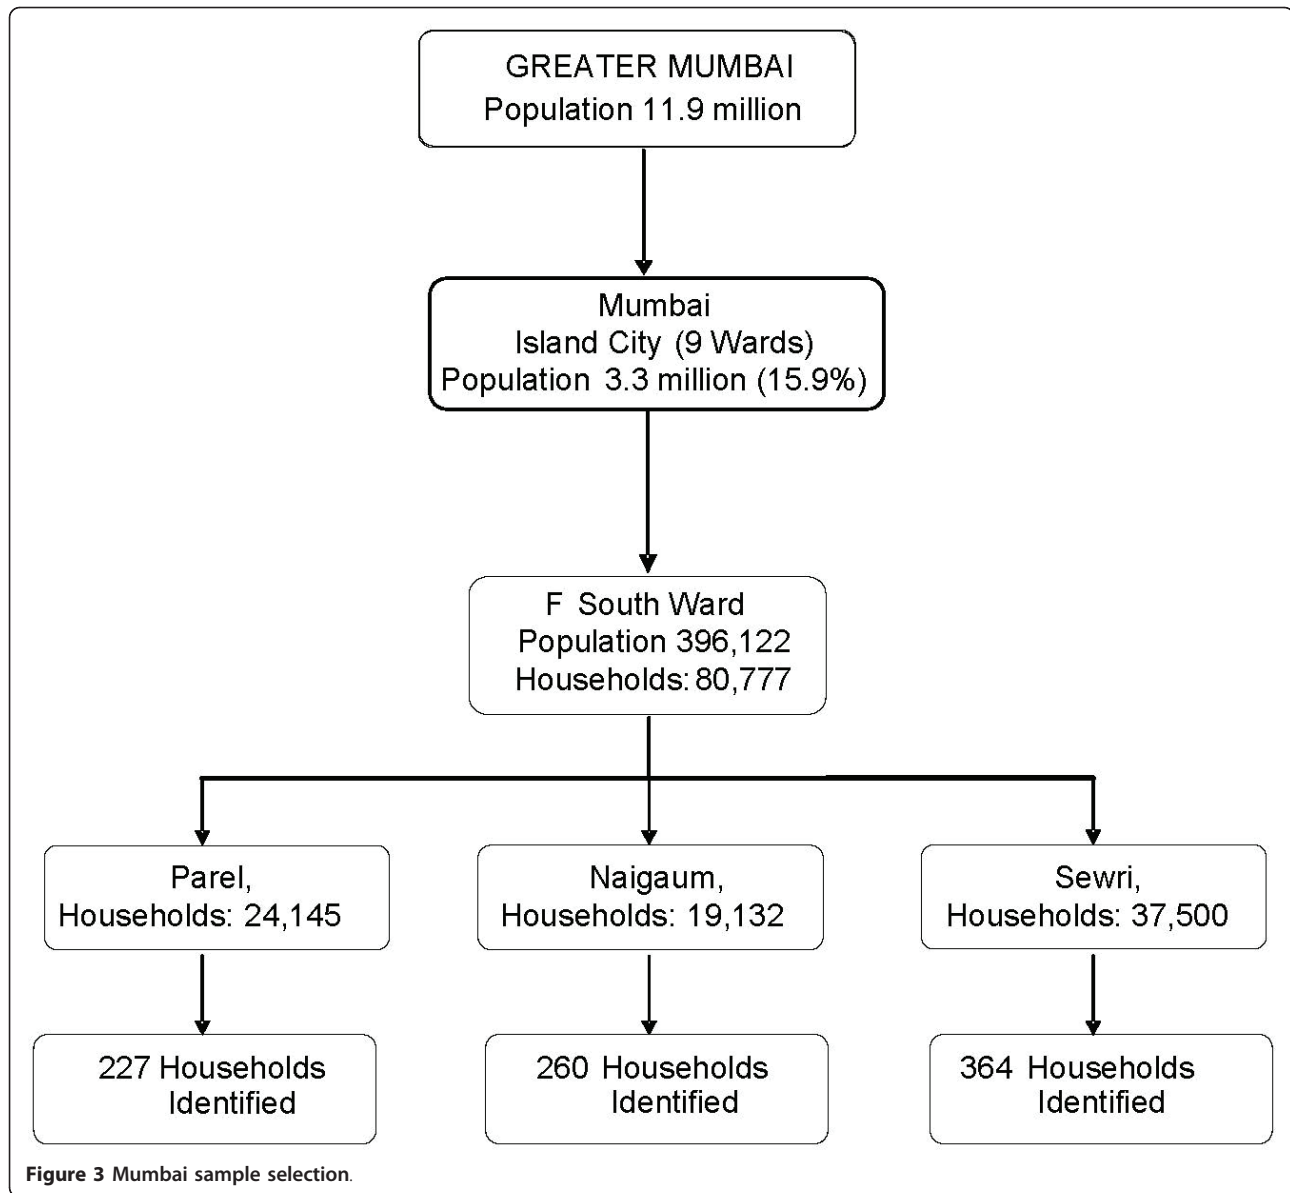 GREATER MUMBAI
Population 11.9 million
Mumbai
Island City (9 Wards)
Population 3.3 million (15.9%)
F South Ward
Population 396,122
Households: 80,777
Parel,
Households: 24,145
Naigaum,
Households: 19,132
Sewri,
Households: 37,500
227 Households
Identified
260 Households
Identified
364 Households
Identified
Figure 3 Mumbai sample selection.